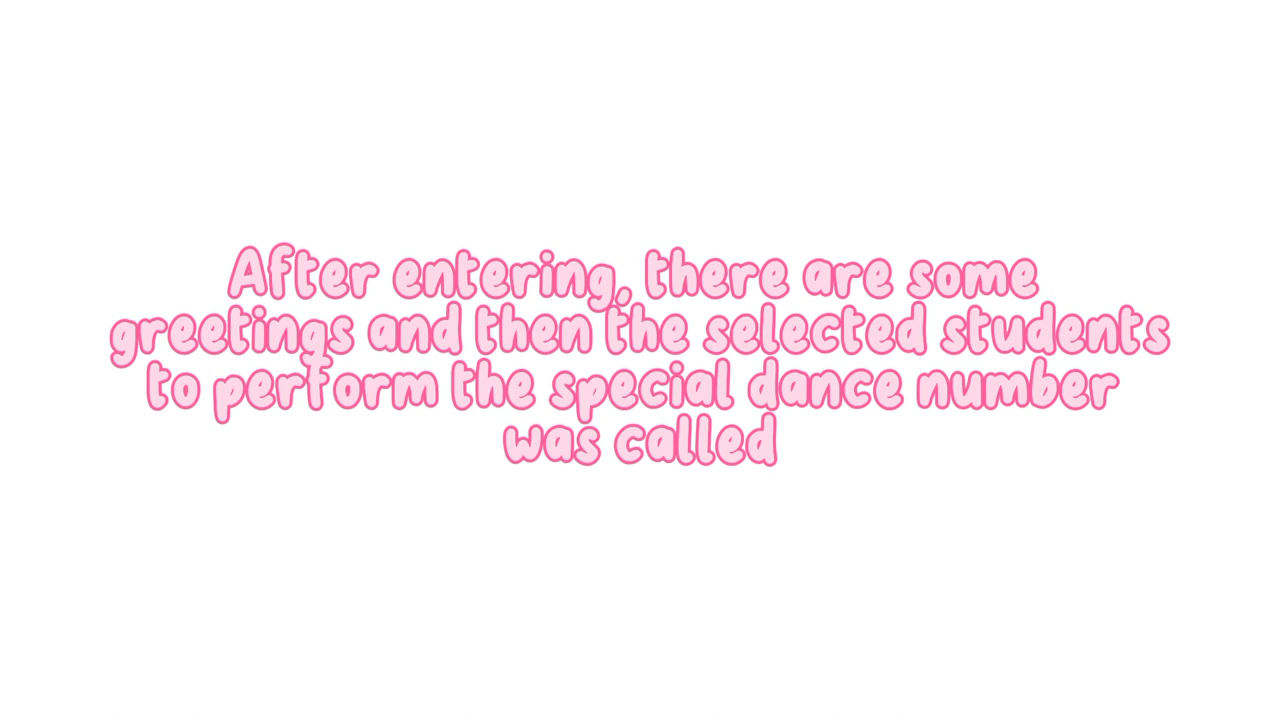 After entering, there are some
greetings and then the selected students
to perform the special dance number
was called